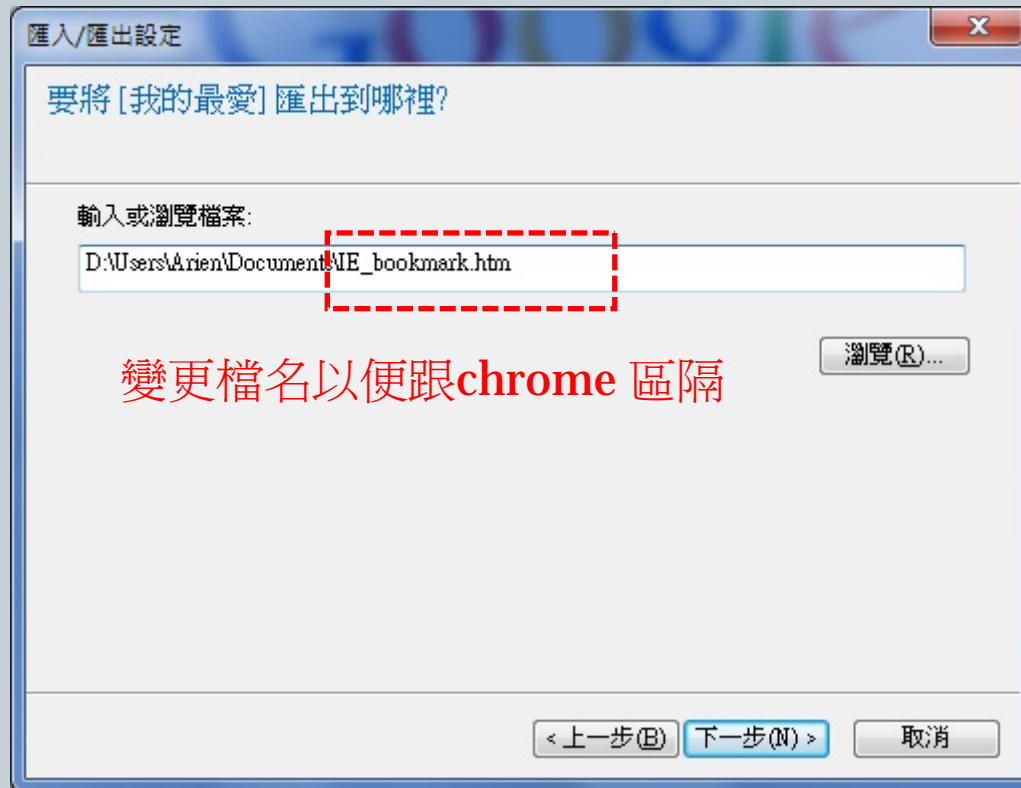 匯入/匯出設定
要將 [我的最愛] 匯出到哪裡?
輸入或瀏覽檔案:
D:\Users\Arien\Documents\IE_bookmark.htm
瀏覽(R)...
變更檔名以便跟chrome 區隔
< 上一步(B) 下一步(N) > 取消